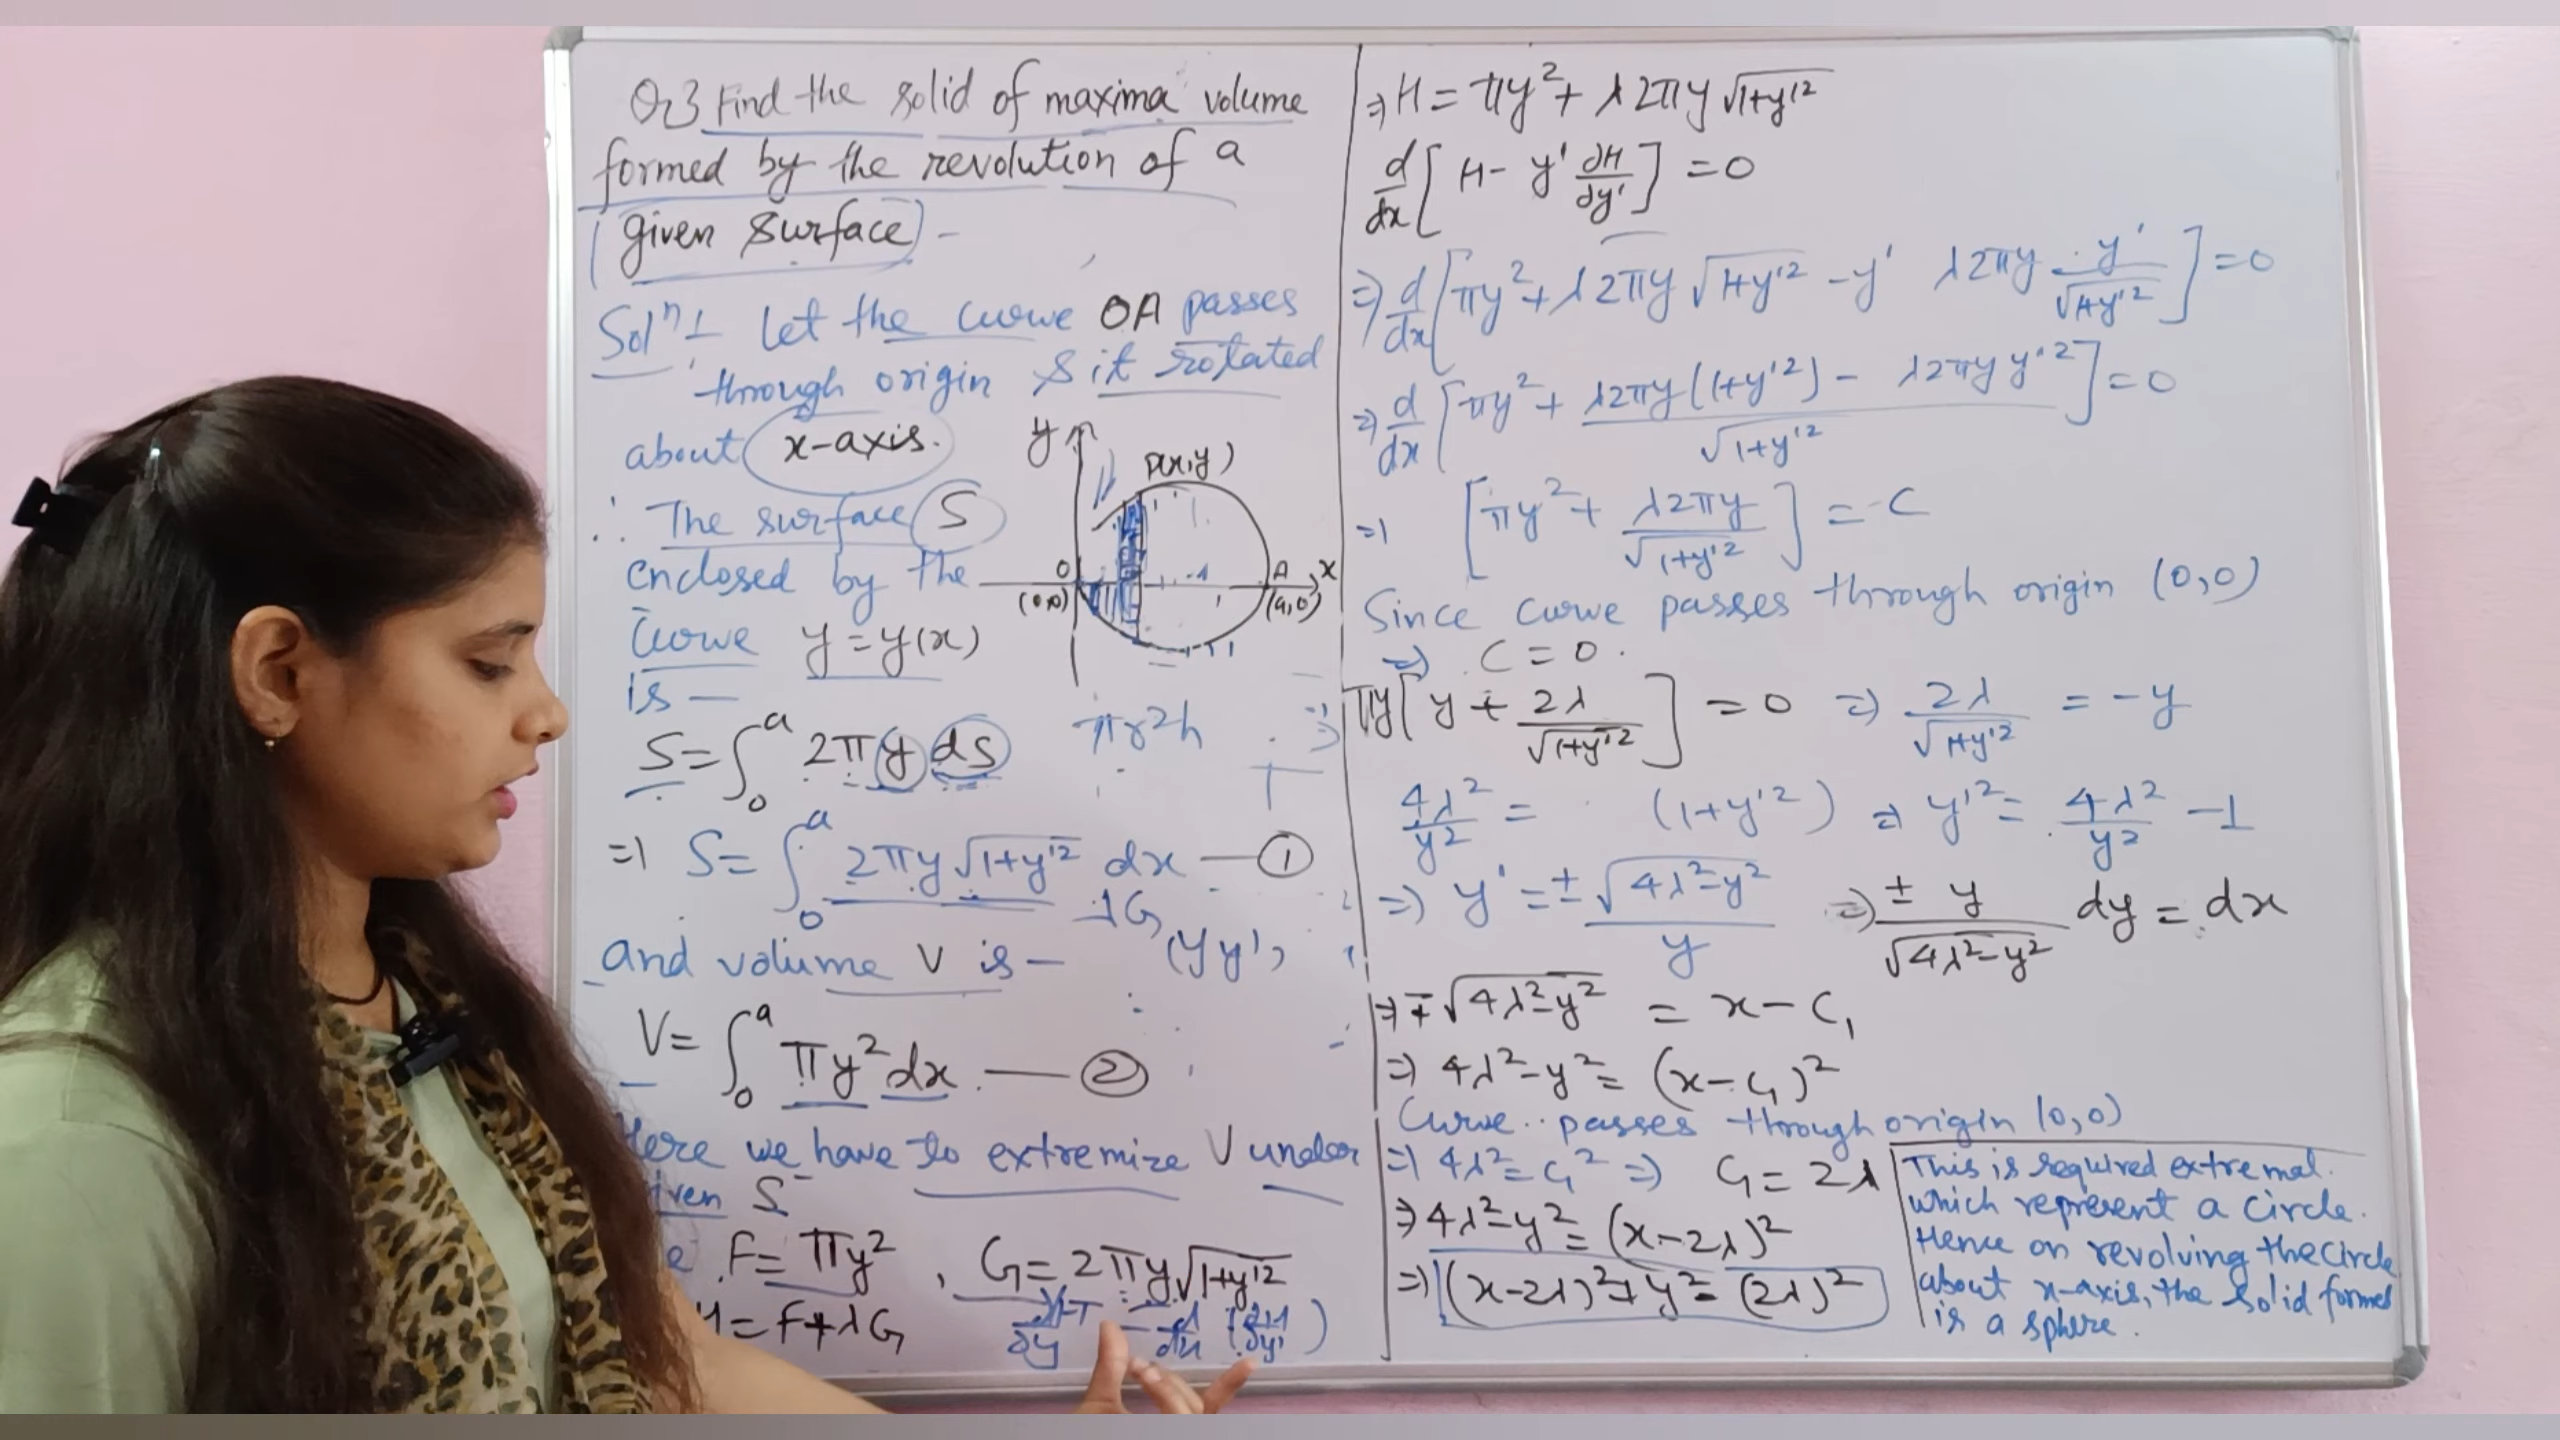 Qr 3 Find the solid of maxima volume
formed by the revolution of a
given surface -
Solⁿ:- Let the curve OA passes
through origin & it rotated
about x-axis.
∴ The surface S
enclosed by the
curve y = y(x)
is -
y
P(x,y)
O
(0,0)
A
(a,0)
x
S = ∫₀ᵃ 2πy ds πr²h
⇒ S = ∫₀ᵃ 2πy √1+y'² dx — ①
λG
(y y',
and volume V is -
V = ∫₀ᵃ πy² dx — ②
Here we have to extremize V under
given S
F = πy² , G = 2πy√1+y'²
H = F+λG
⇒ H = πy² + λ2πy √1+y'²
d/dx [H - y' ∂H/∂y'] = 0
⇒ d/dx [πy² + λ2πy √1+y'² - y' λ2πy y'/√1+y'²] = 0
⇒ d/dx [πy² + (λ2πy(1+y'²) - λ2πy y'²)/√1+y'²] = 0
⇒ [πy² + λ2πy/√1+y'²] = C
Since curve passes through origin (0,0)
⇒ C = 0.
πy[y + 2λ/√1+y'²] = 0 ⇒ 2λ/√1+y'² = -y
4λ²/y² = (1+y'²) ⇒ y'² = 4λ²/y² - 1
⇒ y' = ± √4λ²-y²/y ⇒ ± y/√4λ²-y² dy = dx
⇒ ∓√4λ²-y² = x - C₁
⇒ 4λ²-y² = (x-C₁)²
Curve passes through origin (0,0)
⇒ 4λ² = C₁² ⇒ C₁ = 2λ
⇒ 4λ²-y² = (x-2λ)²
⇒ (x-2λ)²+y² = (2λ)²
This is required extremal.
which represent a circle.
Hence on revolving the circle
about x-axis, the solid formed
is a sphere.